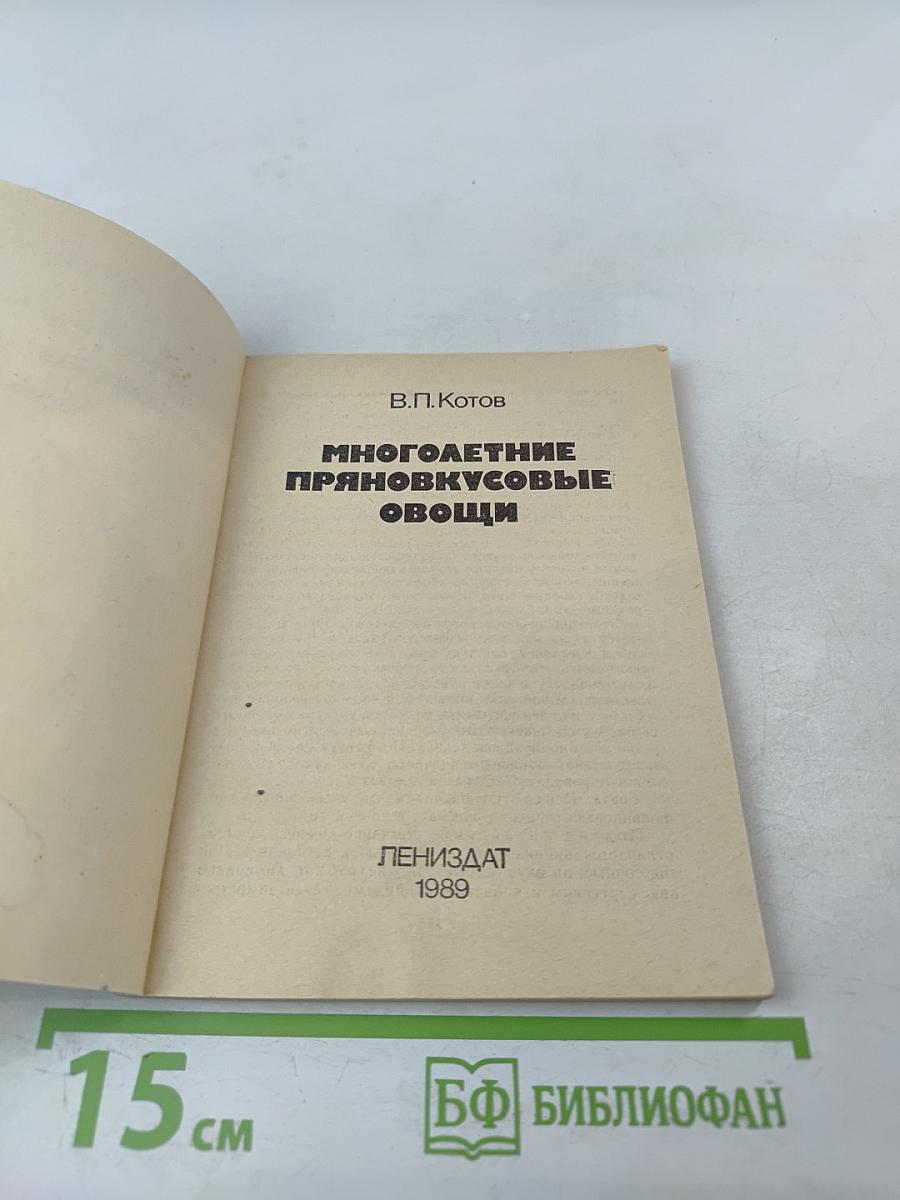 В.П.Котов
МНОГОЛЕТНИЕ
ПРЯНОВКУСОВЫЕ
ОВОЩИ
ЛЕНИЗДАТ
1989
15 см
БФ БИБЛИОФАН